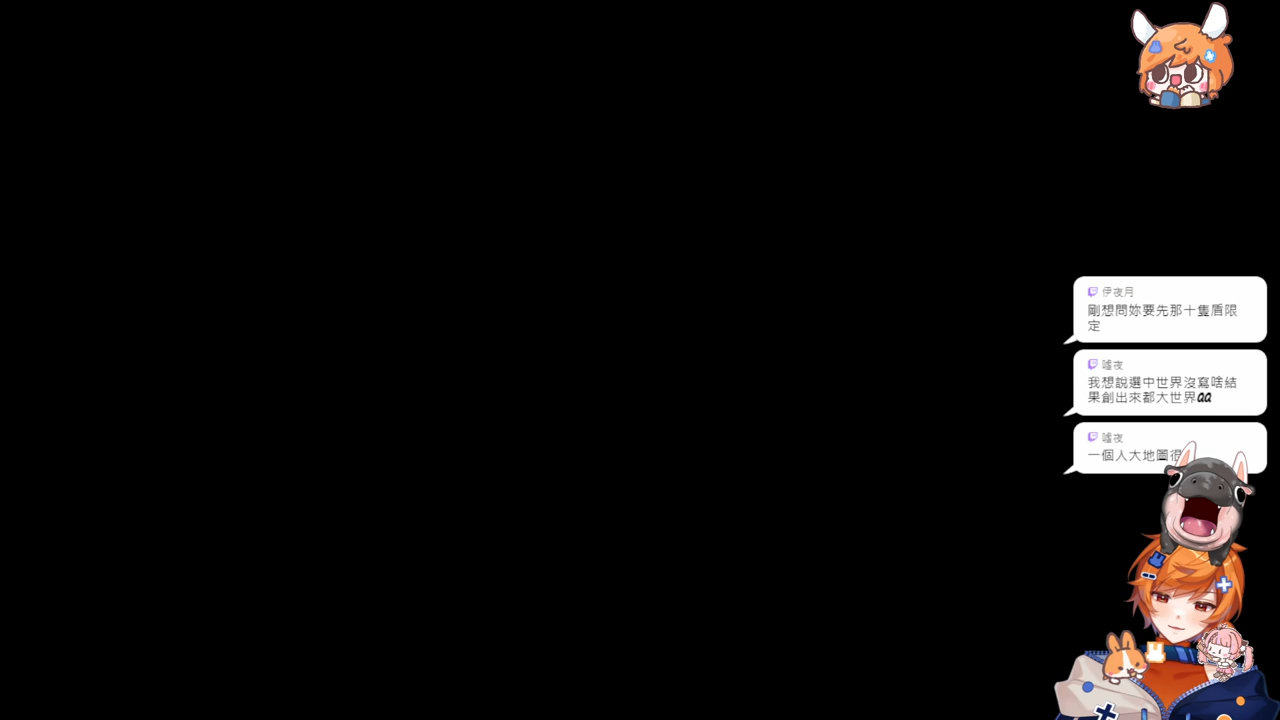 伊夜月
剛想問妳要先那十隻盾限
定
噓夜
我想說選中世界沒寫啥結
果創出來都大世界QQ
噓夜
一個人大地圖很